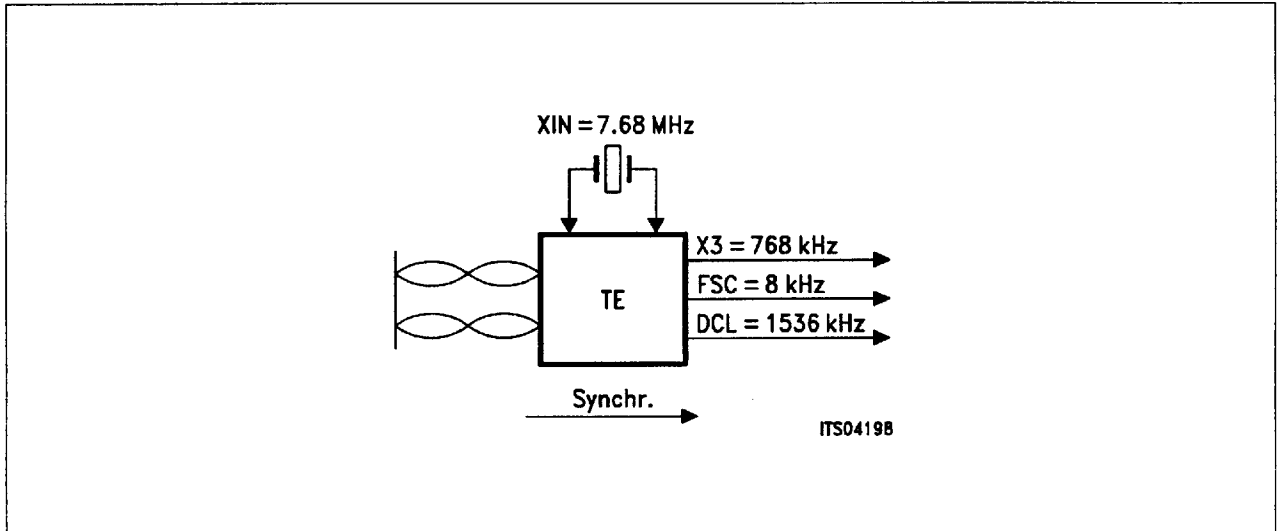 XIN = 7.68 MHz
X3 = 768 kHz
FSC = 8 kHz
TE
DCL = 1536 kHz
Synchr.
ITS04198